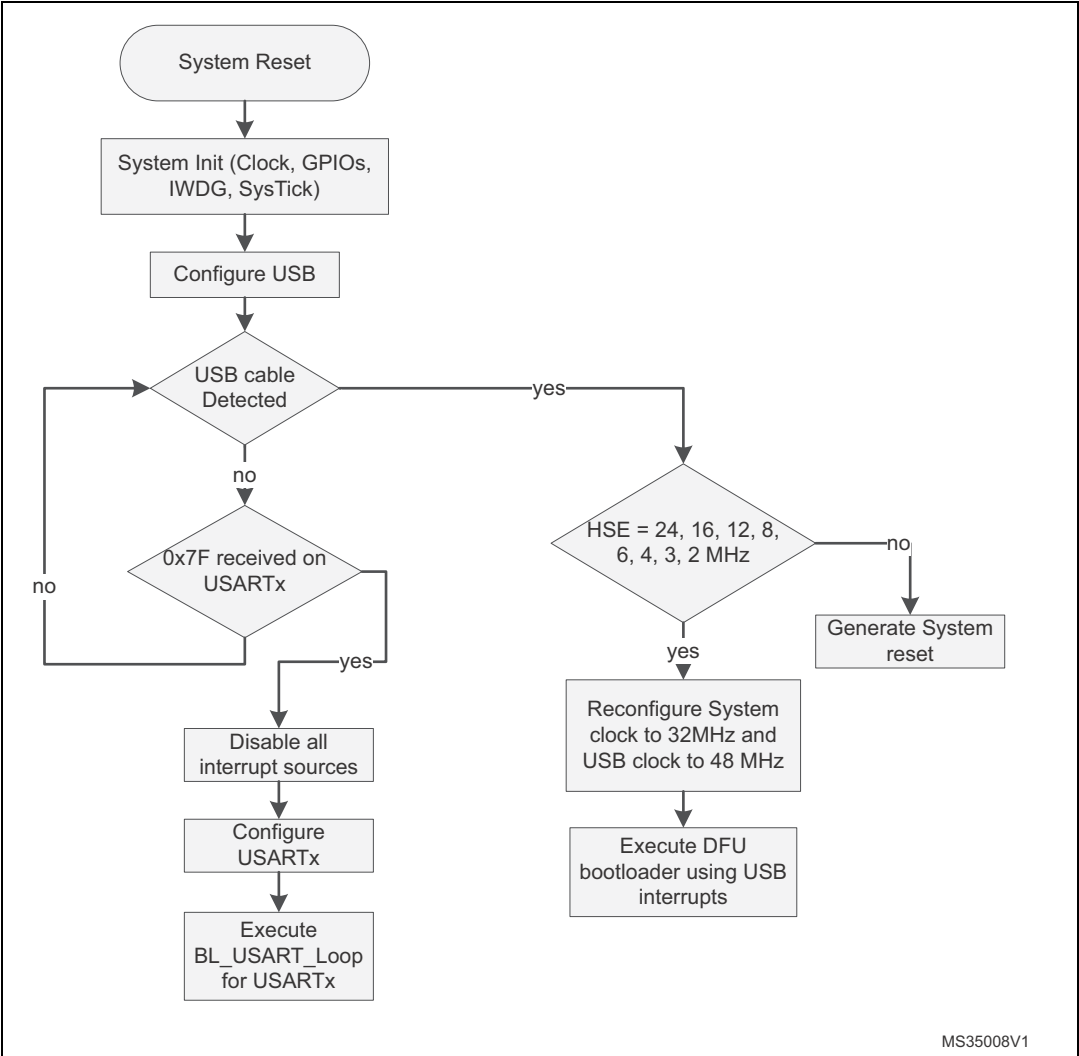 System Reset
System Init (Clock, GPIOs,
IWDG, SysTick)
Configure USB
USB cable
Detected
yes
no
HSE = 24, 16, 12, 8,
6, 4, 3, 2 MHz
no
0x7F received on
USARTx
no
Generate System
reset
yes
yes
Reconfigure System
clock to 32MHz and
USB clock to 48 MHz
Disable all
interrupt sources
Configure
USARTx
Execute DFU
bootloader using USB
interrupts
Execute
BL_USART_Loop
for USARTx
MS35008V1